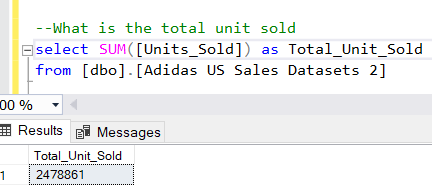 --What is the total unit sold
select SUM([Units_Sold]) as Total_Unit_Sold
from [dbo].[Adidas US Sales Datasets 2]
00 %
Results Messages
Total_Unit_Sold
1 2478861